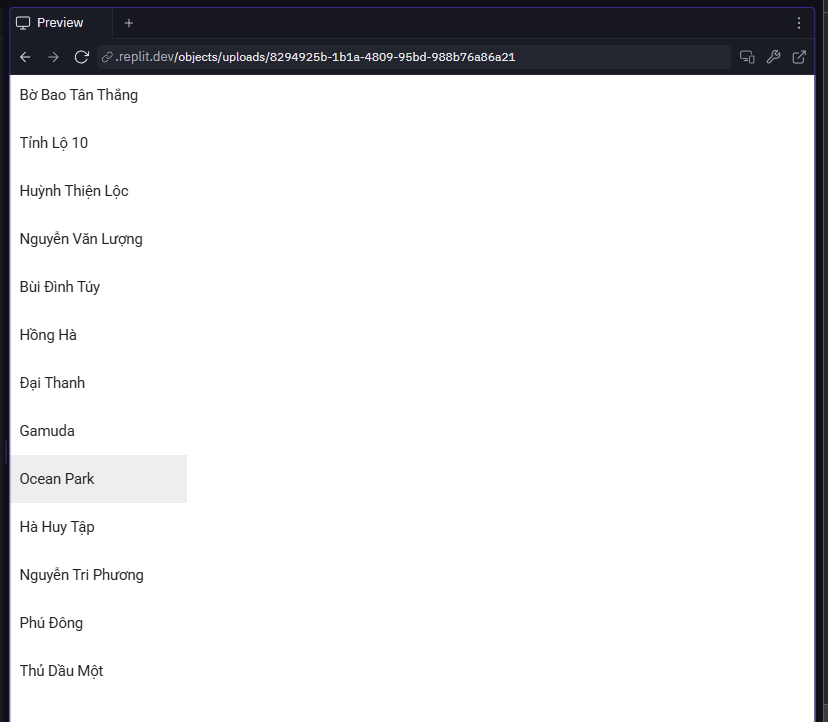 Preview
.replit.dev/objects/uploads/8294925b-1b1a-4809-95bd-988b76a86a21
Bờ Bao Tân Thắng
Tỉnh Lộ 10
Huỳnh Thiện Lộc
Nguyễn Văn Lượng
Bùi Đình Túy
Hồng Hà
Đại Thanh
Gamuda
Ocean Park
Hà Huy Tập
Nguyễn Tri Phương
Phú Đông
Thủ Dầu Một